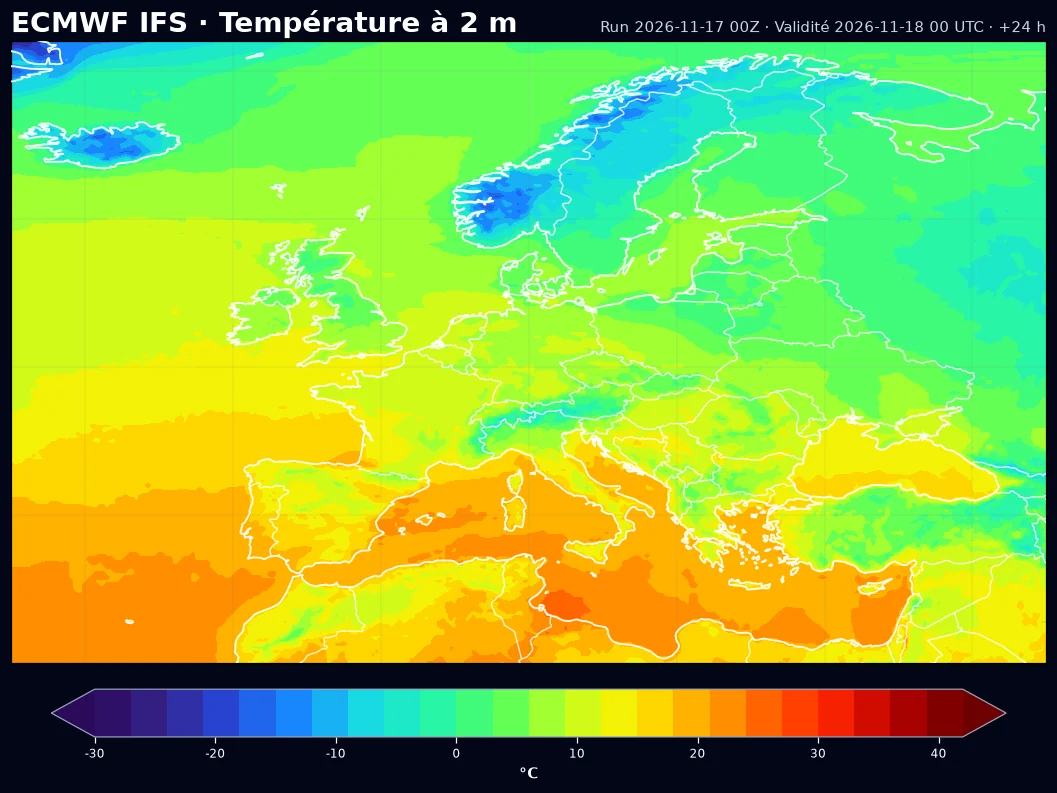 ECMWF IFS · Température à 2 m
Run 2026-11-17 00Z · Validité 2026-11-18 00 UTC · +24 h
-30 -20 -10 0 10 20 30 40
°C